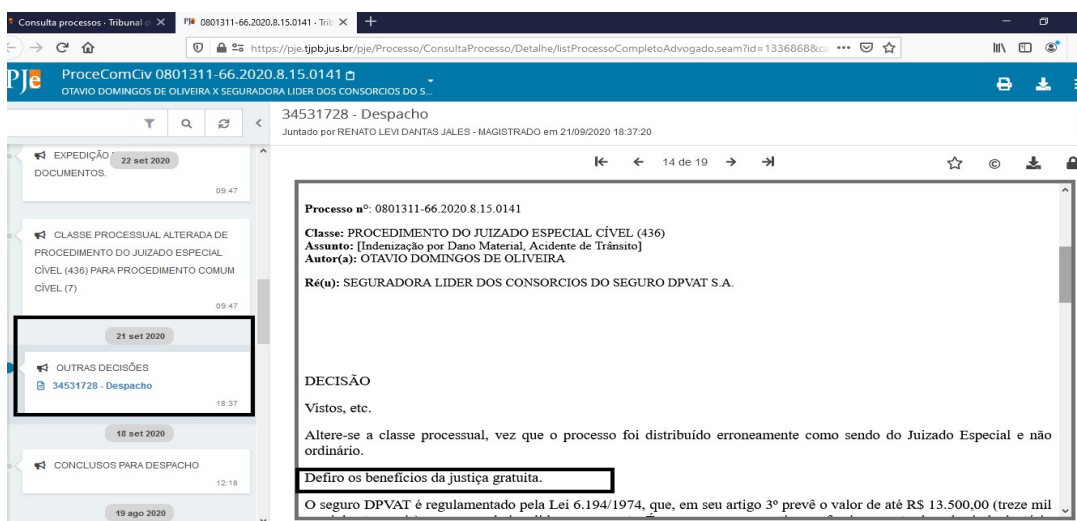 Consulta processos · Tribunal d
0801311-66.2020.8.15.0141 · Trib
https://pje.tjpb.jus.br/pje/Processo/ConsultaProcesso/Detalhe/listProcessoCompletoAdvogado.seam?id=1336868&ca
PJe
ProceComCiv 0801311-66.2020.8.15.0141
OTAVIO DOMINGOS DE OLIVEIRA X SEGURADORA LIDER DOS CONSORCIOS DO S...
34531728 - Despacho
Juntado por RENATO LEVI DANTAS JALES - MAGISTRADO em 21/09/2020 18:37:20
14 de 19
EXPEDIÇÃO
22 set 2020
DOCUMENTOS.
09:47
CLASSE PROCESSUAL ALTERADA DE
PROCEDIMENTO DO JUIZADO ESPECIAL
CÍVEL (436) PARA PROCEDIMENTO COMUM
CÍVEL (7)
09:47
21 set 2020
OUTRAS DECISÕES
34531728 - Despacho
18:37
18 set 2020
CONCLUSOS PARA DESPACHO
12:18
19 ago 2020
Processo nº: 0801311-66.2020.8.15.0141
Classe: PROCEDIMENTO DO JUIZADO ESPECIAL CÍVEL (436)
Assunto: [Indenização por Dano Material, Acidente de Trânsito]
Autor(a): OTAVIO DOMINGOS DE OLIVEIRA
Ré(u): SEGURADORA LIDER DOS CONSORCIOS DO SEGURO DPVAT S.A.
DECISÃO
Vistos, etc.
Altere-se a classe processual, vez que o processo foi distribuído erroneamente como sendo do Juizado Especial e não
ordinário.
Defiro os benefícios da justiça gratuita.
O seguro DPVAT é regulamentado pela Lei 6.194/1974, que, em seu artigo 3º prevê o valor de até R$ 13.500,00 (treze mil